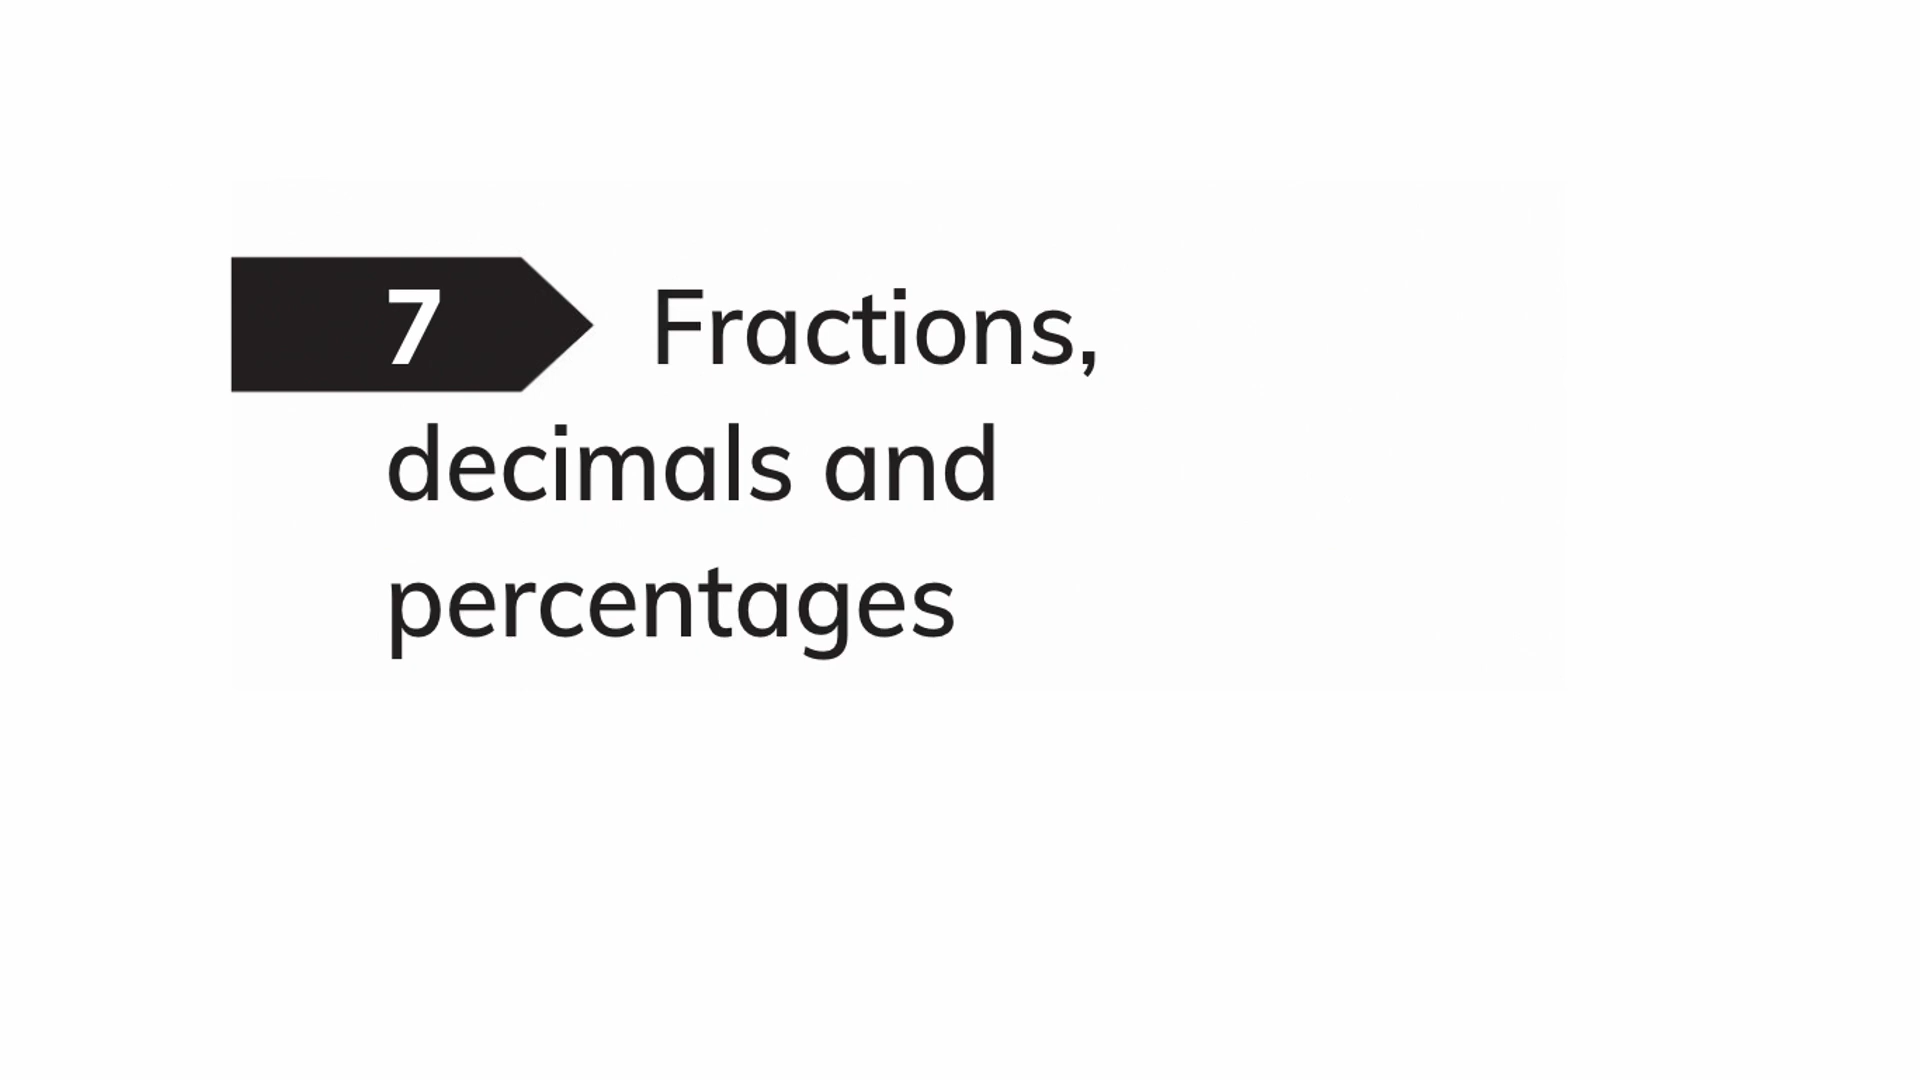 7 Fractions,
decimals and
percentages